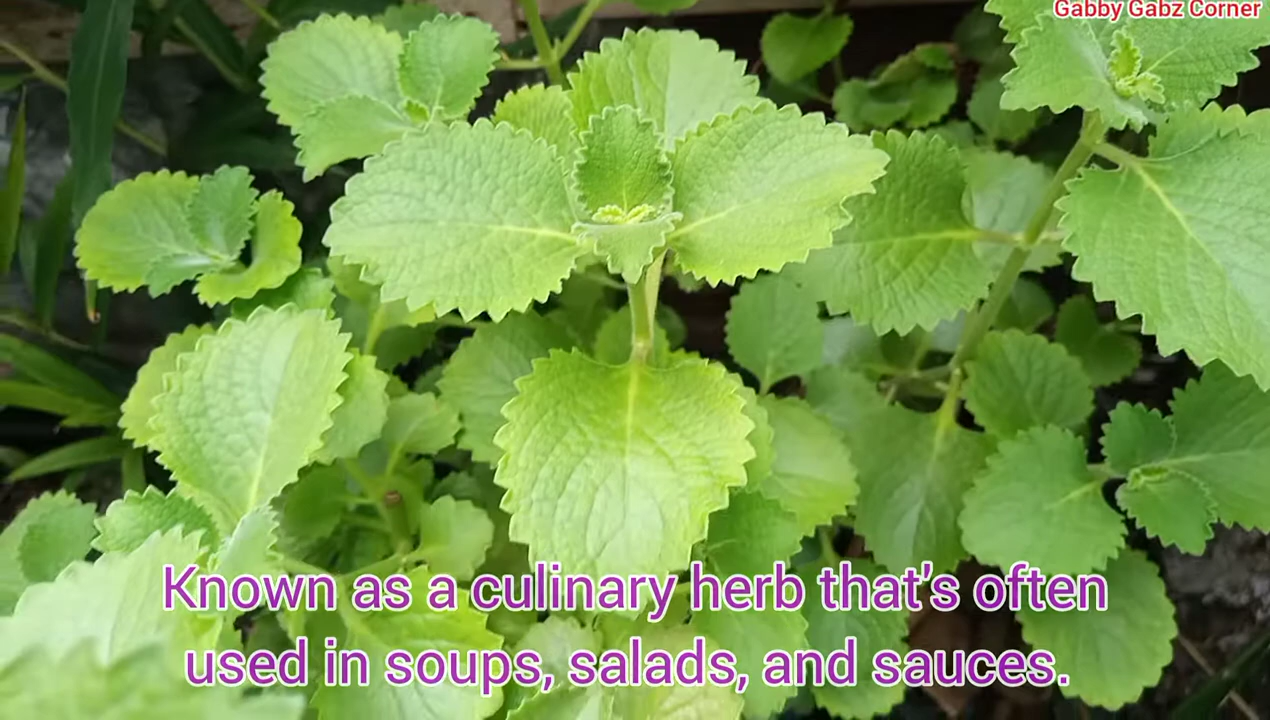 Gabby Gabz Corner
Known as a culinary herb that's often
used in soups, salads, and sauces.